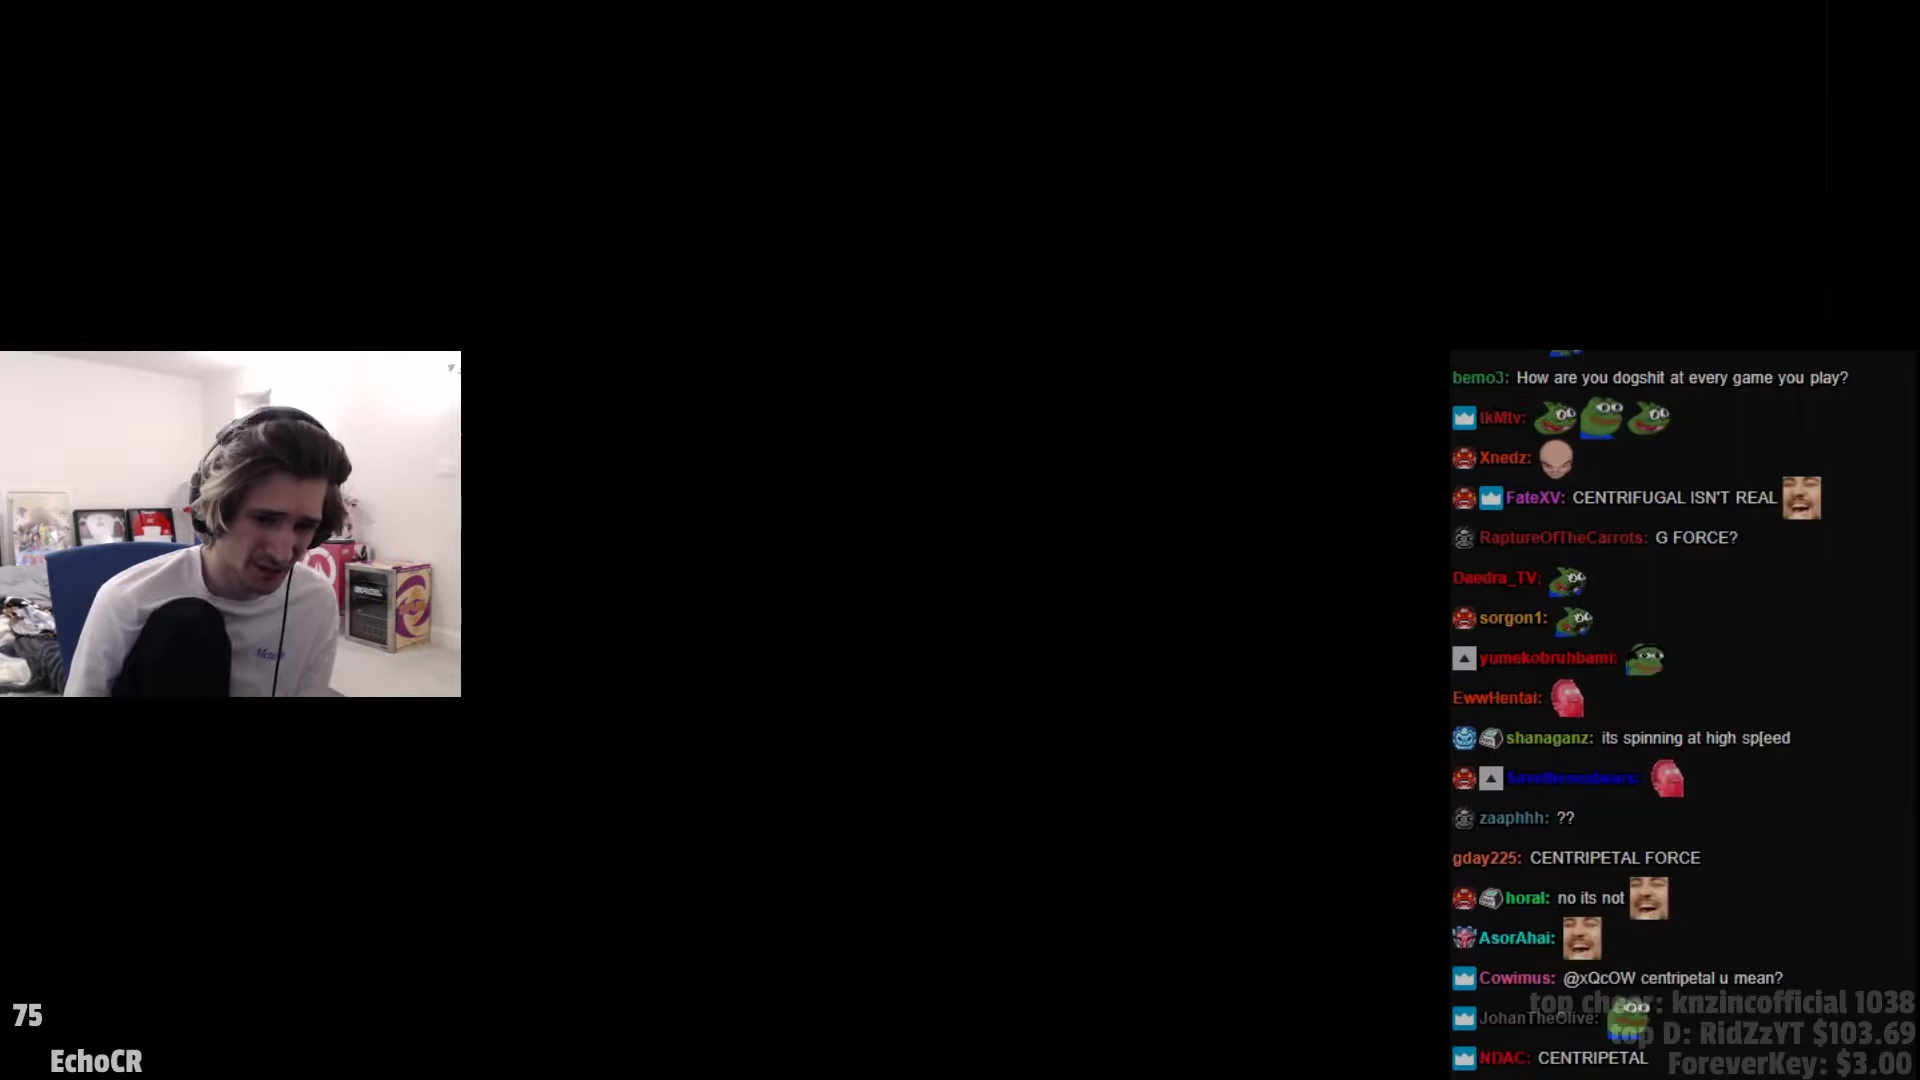 bemo3: How are you dogshit at every game you play?
tkMtv:
Xnedz:
FateXV: CENTRIFUGAL ISN'T REAL
RaptureOfTheCarrots: G FORCE?
Daedra_TV:
sorgon1:
yumekobruhbami:
EwwHentai:
shanaganz: its spinning at high sp[eed
zaaphhh: ??
gday225: CENTRIPETAL FORCE
horal: no its not
AsorAhai:
Cowimus: @xQcOW centripetal u mean?
top cheer: knzincofficial 1038
JohanTheOlive:
top D: RidZzYT $103.69
NDAC: CENTRIPETAL
ForeverKey: $3.00
75
EchoCR